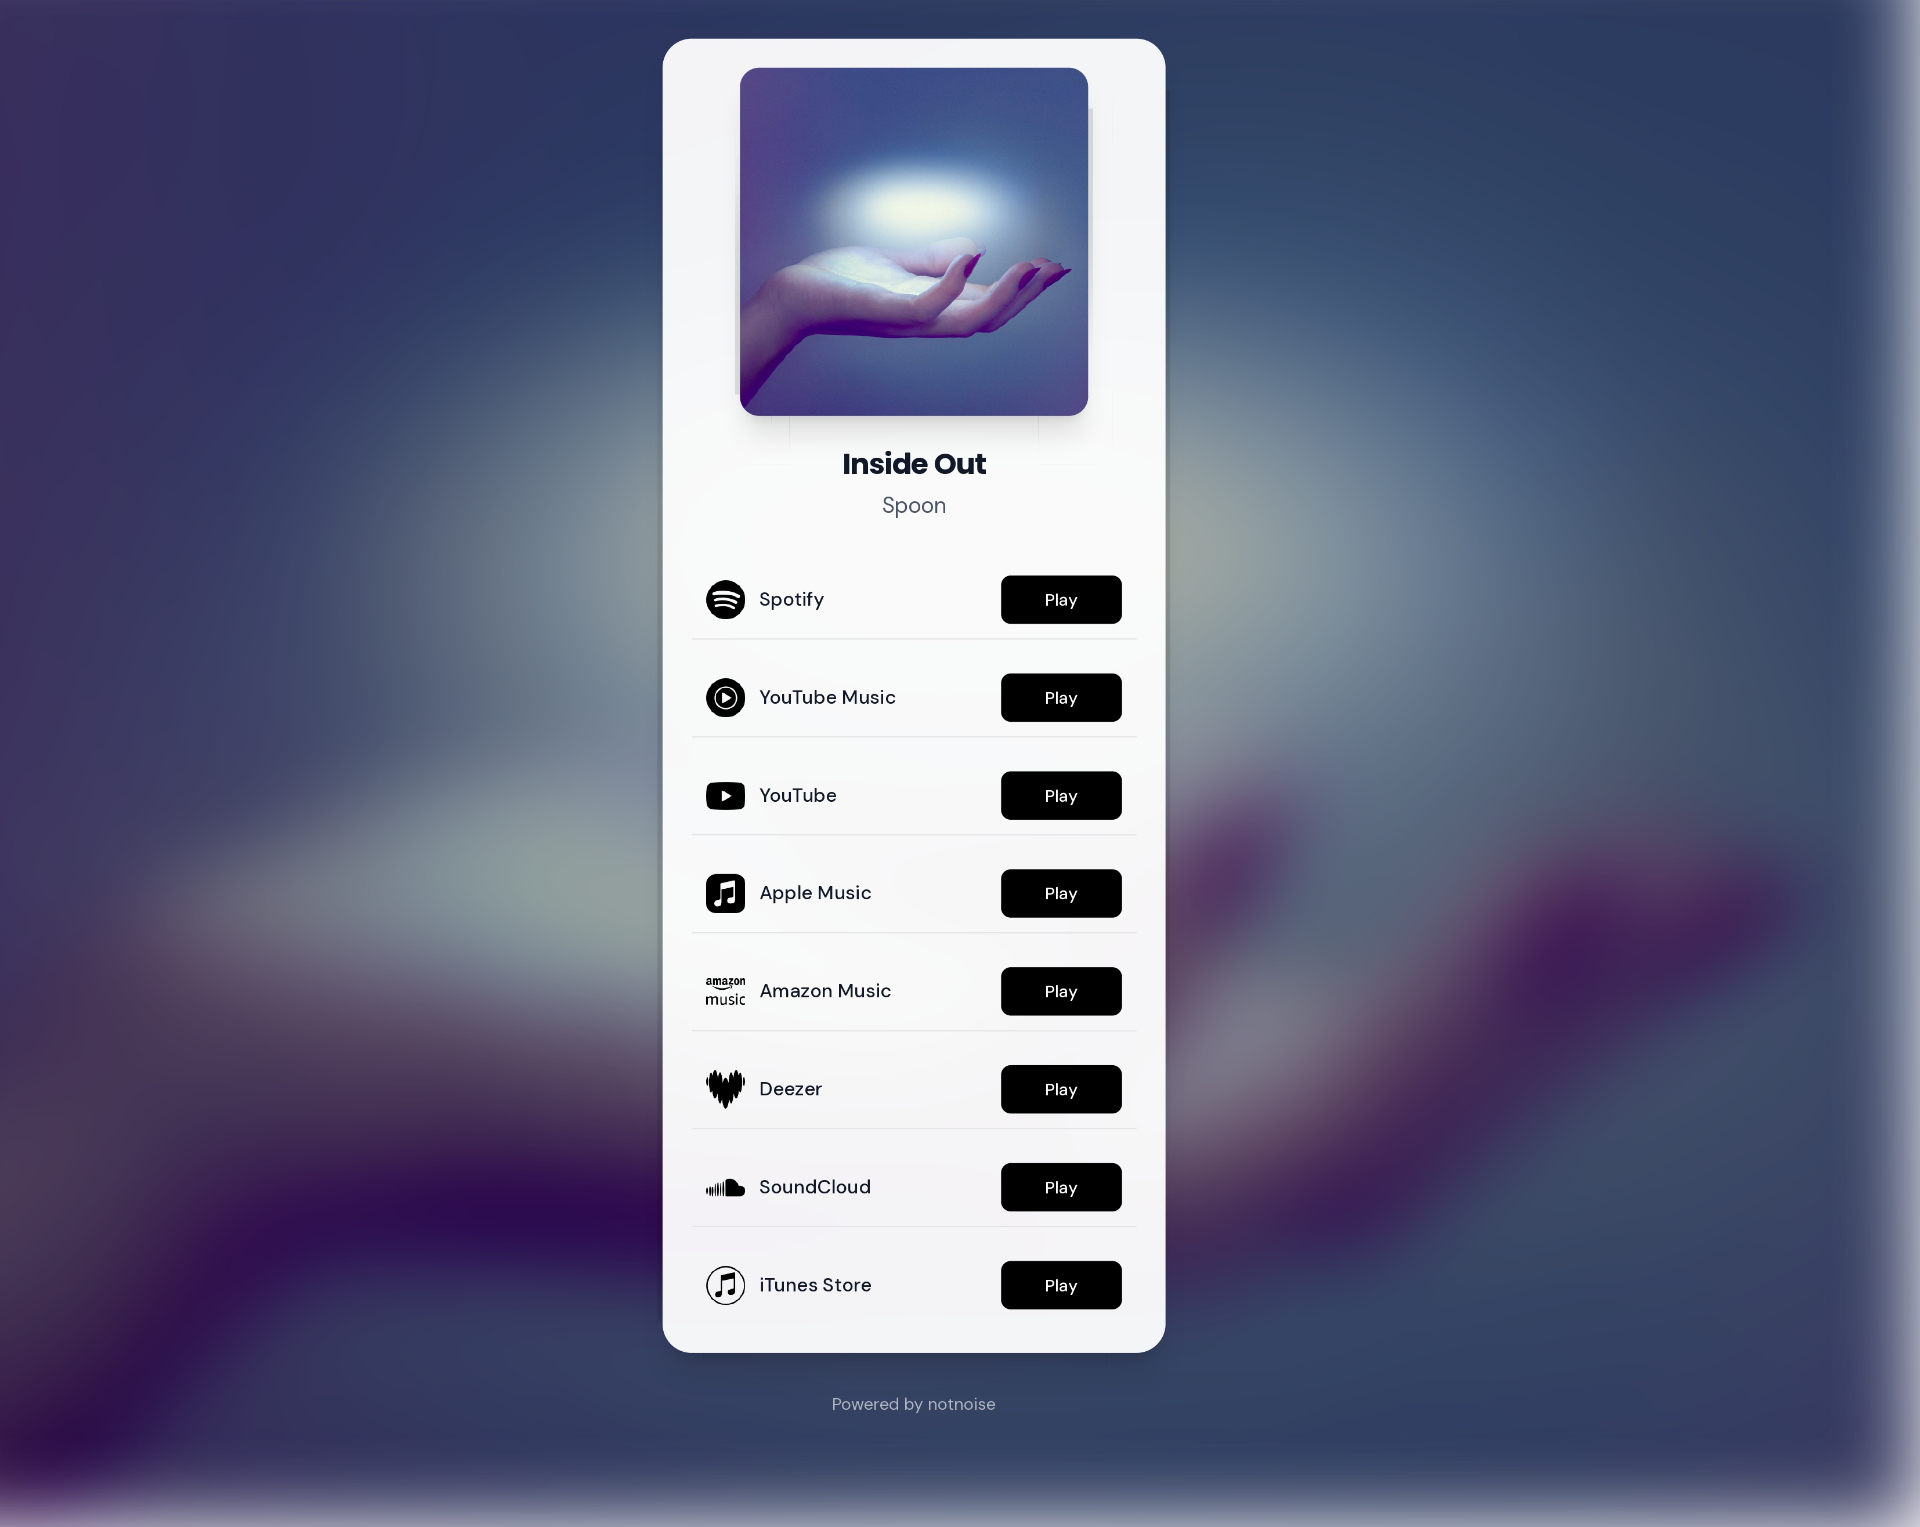 Inside Out
Spoon
Spotify Play
YouTube Music Play
YouTube Play
Apple Music Play
amazon music Amazon Music Play
Deezer Play
SoundCloud Play
iTunes Store Play
Powered by notnoise